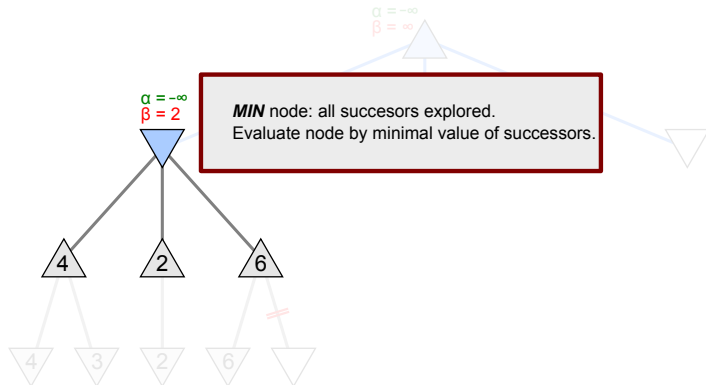 α = -∞
β = ∞
α = -∞
β = 2
MIN node: all succesors explored.
Evaluate node by minimal value of successors.
4 2 6
4 3 2 6